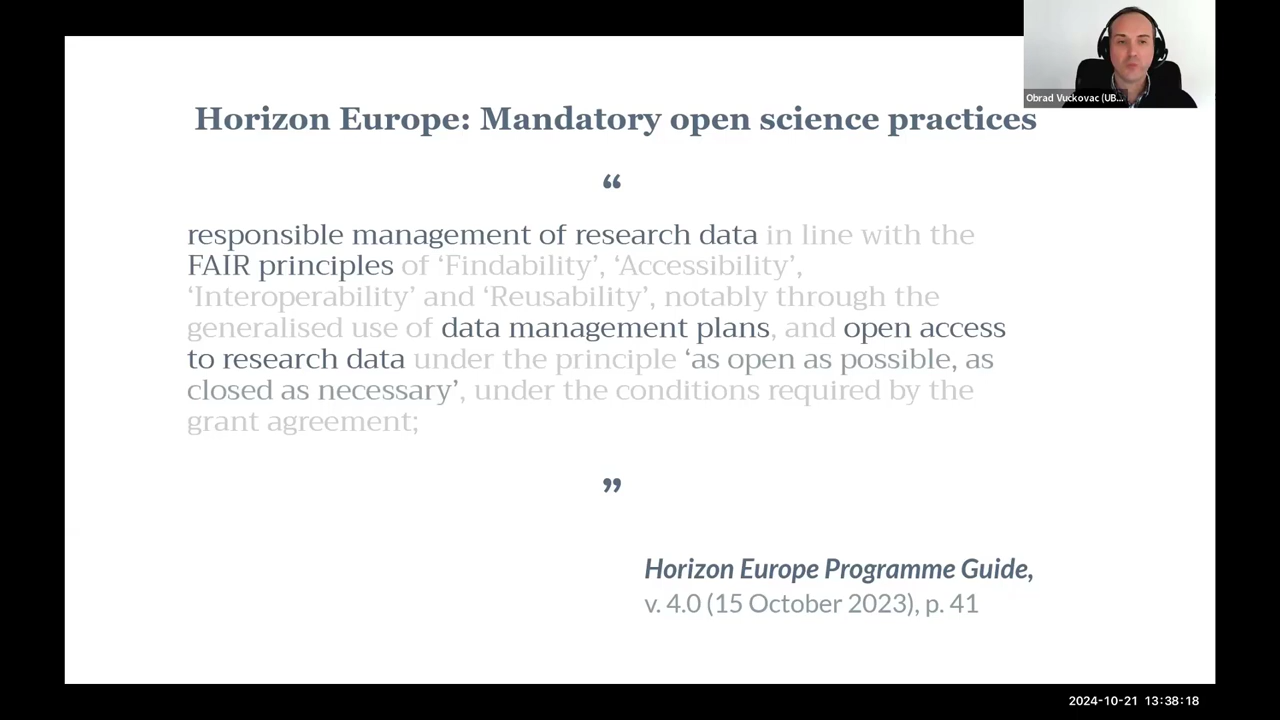 Obrad Vuckovac (UB...
Horizon Europe: Mandatory open science practices
“
responsible management of research data in line with the
FAIR principles of ‘Findability’, ‘Accessibility’,
‘Interoperability’ and ‘Reusability’, notably through the
generalised use of data management plans, and open access
to research data under the principle ‘as open as possible, as
closed as necessary’, under the conditions required by the
grant agreement;
”
Horizon Europe Programme Guide,
v. 4.0 (15 October 2023), p. 41
2024-10-21 13:38:18